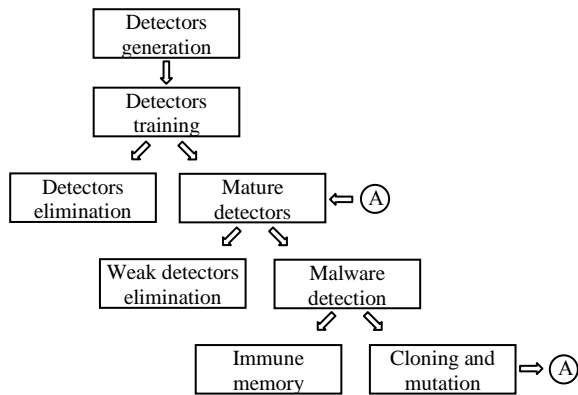 Detectors
generation
Detectors
training
Detectors
elimination
Mature
detectors
A
Weak detectors
elimination
Malware
detection
Immune
memory
Cloning and
mutation
A